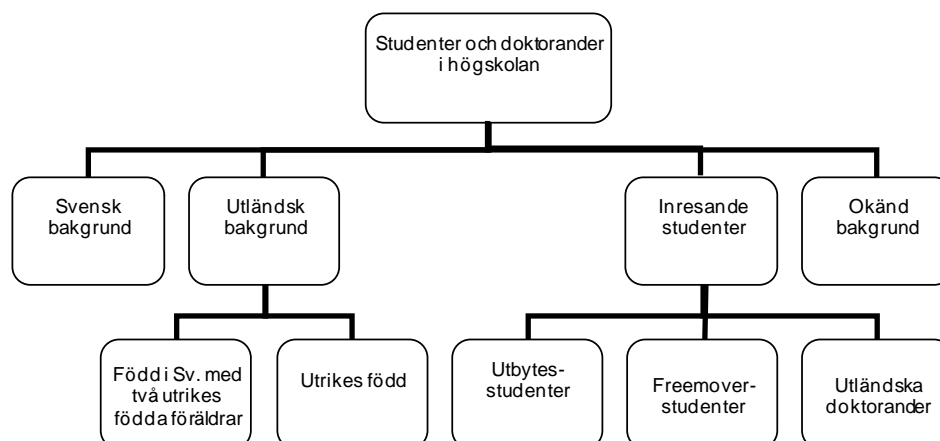 Studenter och doktorander
i högskolan
Svensk
bakgrund
Utländsk
bakgrund
Inresande
studenter
Okänd
bakgrund
Född i Sv. med
två utrikes
födda föräldrar
Utrikes född
Utbytes-
studenter
Freemover-
studenter
Utländska
doktorander